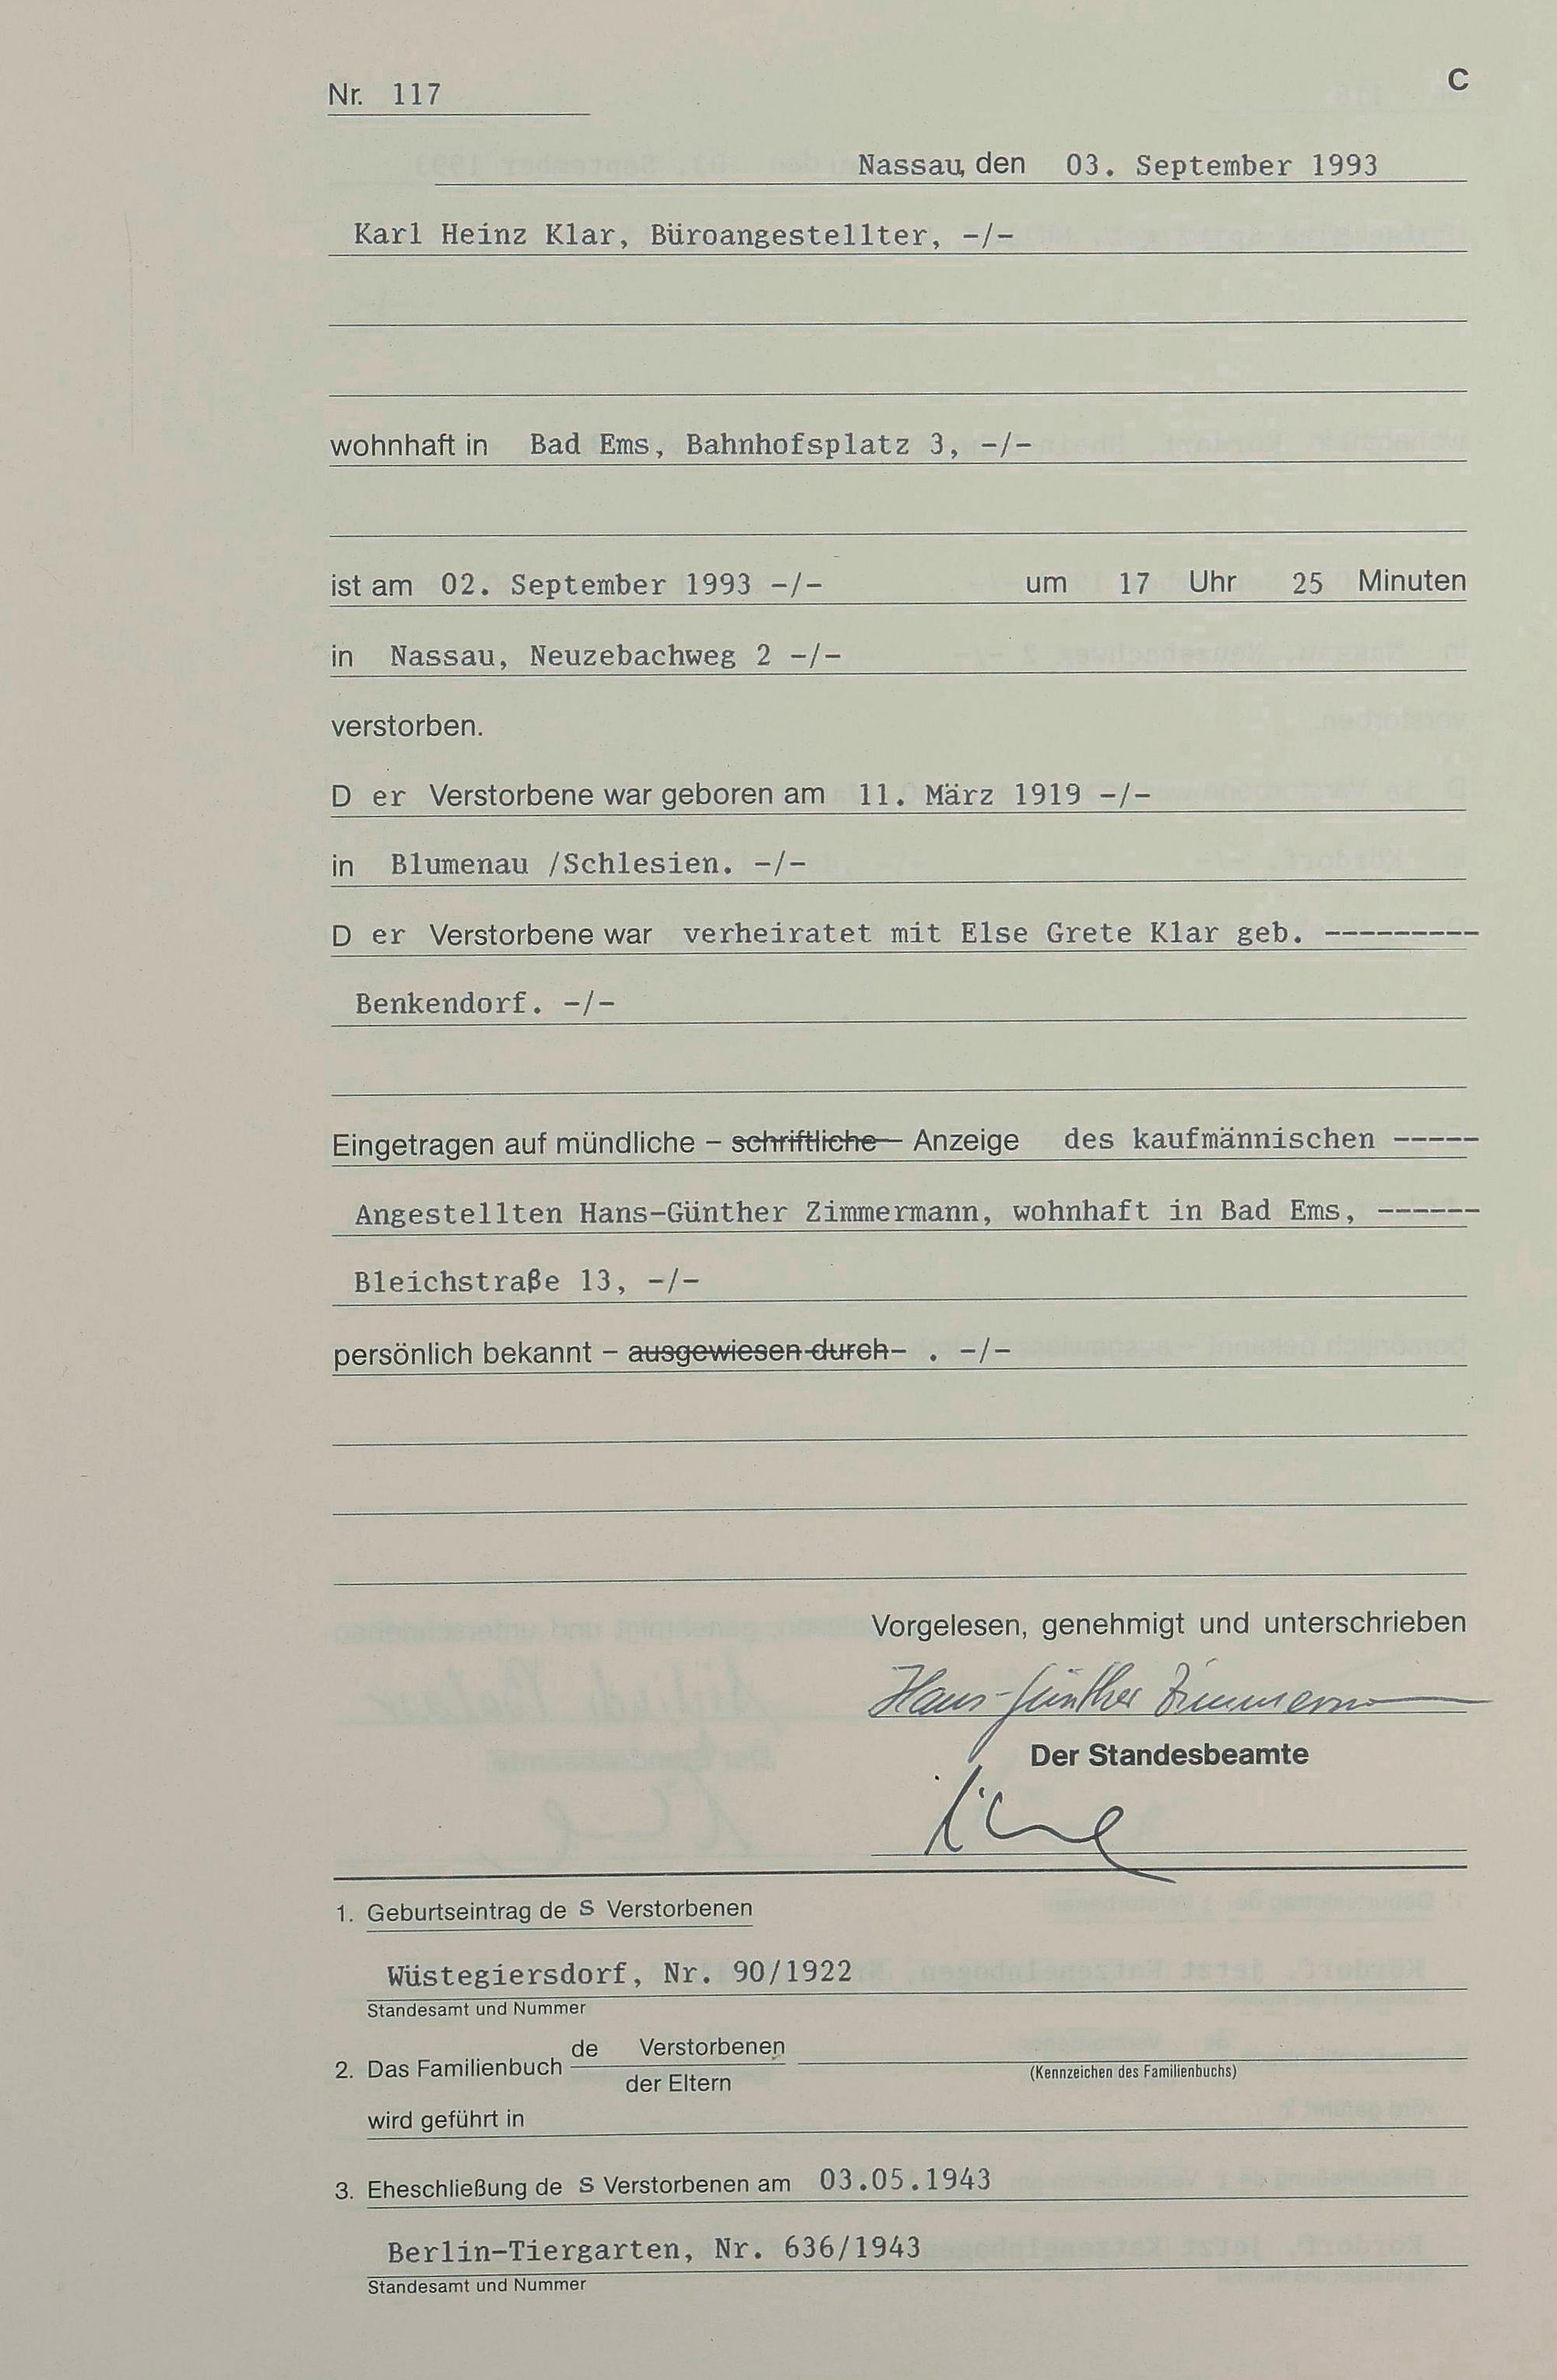 Nr. 117
C
Nassau, den 03. September 1993
Karl Heinz Klar, Büroangestellter, -/-
wohnhaft in Bad Ems, Bahnhofsplatz 3, -/-
ist am 02. September 1993 -/- um 17 Uhr 25 Minuten
in Nassau, Neuzebachweg 2 -/-
verstorben.
D er Verstorbene war geboren am 11. März 1919 -/-
in Blumenau /Schlesien. -/-
D er Verstorbene war verheiratet mit Else Grete Klar geb. ---------
Benkendorf. -/-
Eingetragen auf mündliche – schriftliche – Anzeige des kaufmännischen -----
Angestellten Hans-Günther Zimmermann, wohnhaft in Bad Ems, ------
Bleichstraße 13, -/-
persönlich bekannt – ausgewiesen durch- . -/-
Vorgelesen, genehmigt und unterschrieben
Hans-Günther Zimmermann
Der Standesbeamte
1. Geburtseintrag de S Verstorbenen
Wüstegiersdorf, Nr. 90/1922
Standesamt und Nummer
de Verstorbenen
2. Das Familienbuch
der Eltern
(Kennzeichen des Familienbuchs)
wird geführt in
3. Eheschließung de S Verstorbenen am 03.05.1943
Berlin-Tiergarten, Nr. 636/1943
Standesamt und Nummer